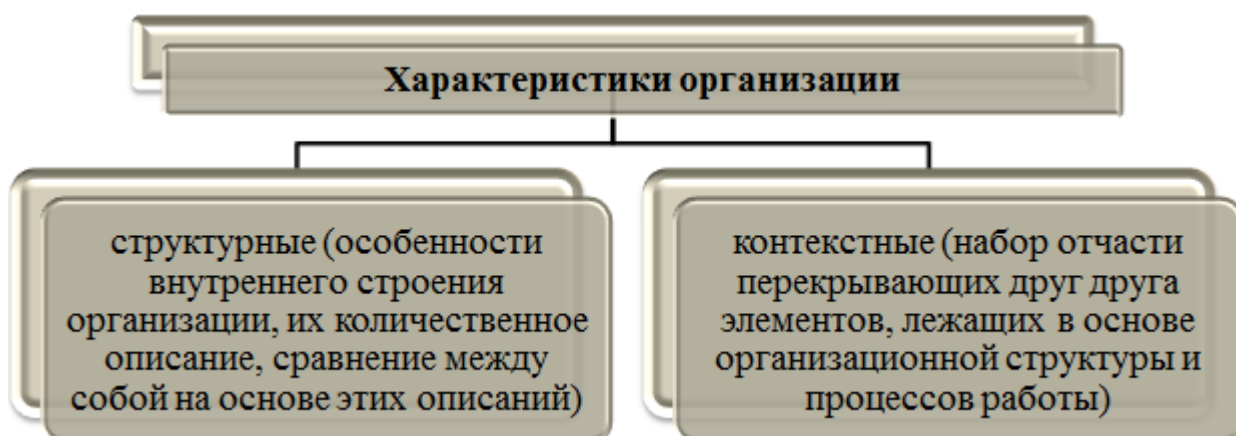 Характеристики организации
структурные (особенности
внутреннего строения
организации, их количественное
описание, сравнение между
собой на основе этих описаний)
контекстные (набор отчасти
перекрывающих друг друга
элементов, лежащих в основе
организационной структуры и
процессов работы)